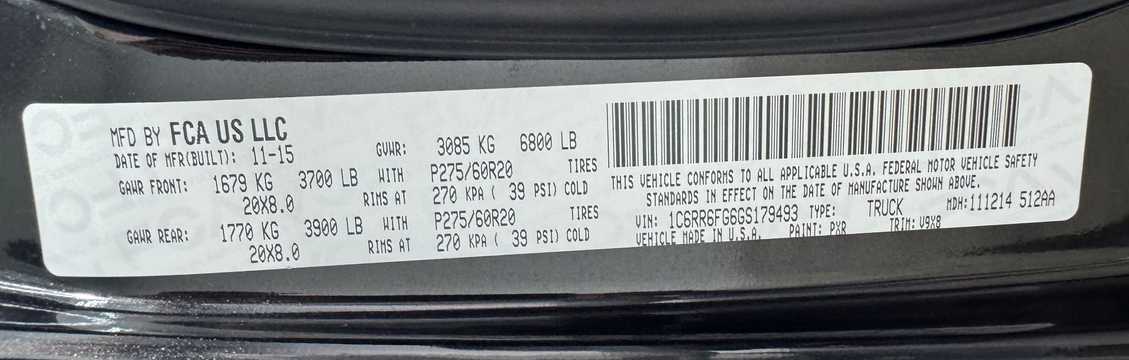 MFD BY FCA US LLC
DATE OF MFR(BUILT): 11-15 GVWR: 3085 KG 6800 LB
GAWR FRONT: 1679 KG 3700 LB WITH P275/60R20 TIRES
20X8.0 RIMS AT 270 KPA ( 39 PSI) COLD
GAWR REAR: 1770 KG 3900 LB WITH P275/60R20 TIRES
20X8.0 RIMS AT 270 KPA ( 39 PSI) COLD
THIS VEHICLE CONFORMS TO ALL APPLICABLE U.S.A. FEDERAL MOTOR VEHICLE SAFETY
STANDARDS IN EFFECT ON THE DATE OF MANUFACTURE SHOWN ABOVE.
VIN: 1C6RR6FG6GS179493 TYPE: TRUCK MDH: 111214 512AA
VEHICLE MADE IN U.S.A. PAINT: PXR TRIM: V9X8